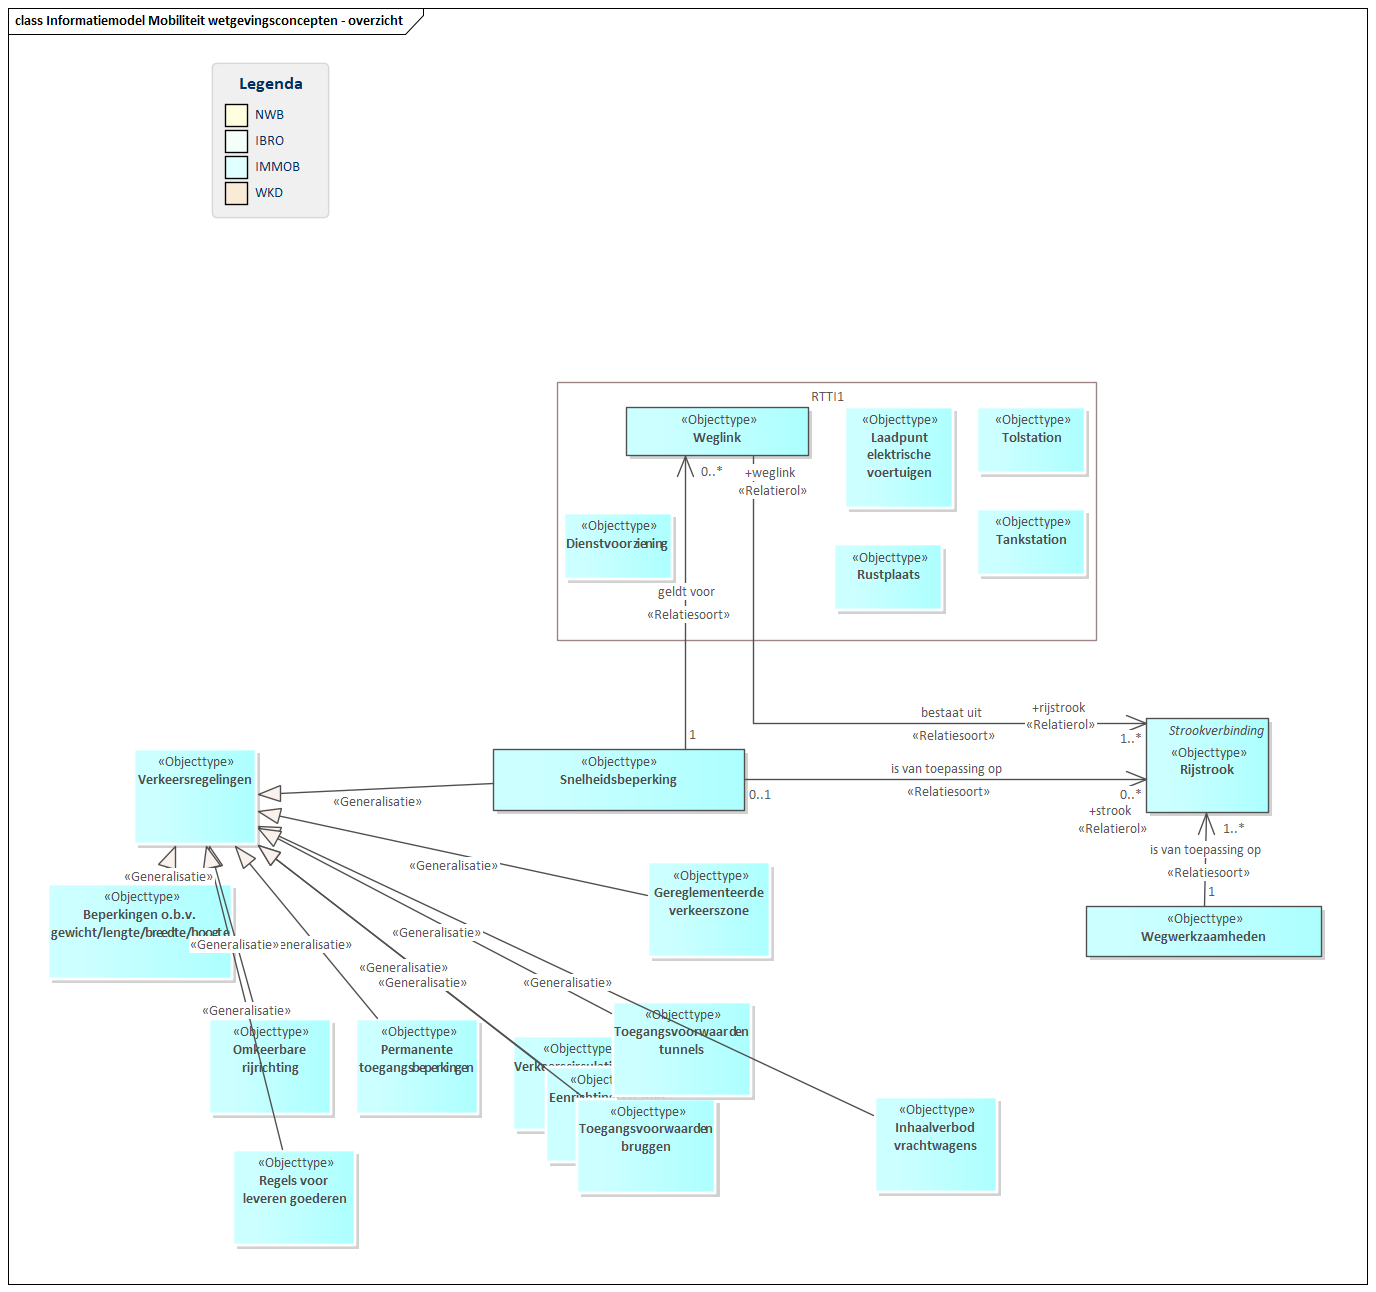 class Informatiemodel Mobiliteit wetgevingsconcepten - overzicht
Legenda
NWB
IBRO
IMMOB
WKD
RTTI1
«Objecttype»
Weglink
«Objecttype»
Laadpunt
elektrische
voertuigen
«Objecttype»
Tolstation
0..*
+weglink
«Relatierol»
«Objecttype»
Dienstvoorziening
«Objecttype»
Tankstation
«Objecttype»
Rustplaats
geldt voor
«Relatiesoort»
1
bestaat uit
«Relatiesoort»
+rijstrook
«Relatierol»
1..*
Strookverbinding
«Objecttype»
Rijstrook
«Objecttype»
Verkeersregelingen
«Objecttype»
Snelheidsbeperking
is van toepassing op
«Relatiesoort»
0..1
0..*
+strook
«Relatierol»
«Generalisatie»
1..*
is van toepassing op
«Relatiesoort»
1
«Objecttype»
Wegwerkzaamheden
«Generalisatie»
«Objecttype»
Gereglementeerde
verkeerszone
«Generalisatie»
«Objecttype»
Beperkingen o.b.v.
gewicht/lengte/breedte/hoogte
«Generalisatie»
«Generalisatie»
eneralisatie»
«Generalisatie»
«Generalisatie»
«Generalisatie»
«Generalisatie»
«Objecttype»
Omkeerbare
rijrichting
«Objecttype»
Permanente
toegangsbeperkingen
«Objecttype»
Toegangsvoorwaarden
tunnels
«Objecttype
«Objecttype»
Toegangsvoorwaarden
bruggen
«Objecttype»
Inhaalverbod
vrachtwagens
«Objecttype»
Regels voor
leveren goederen